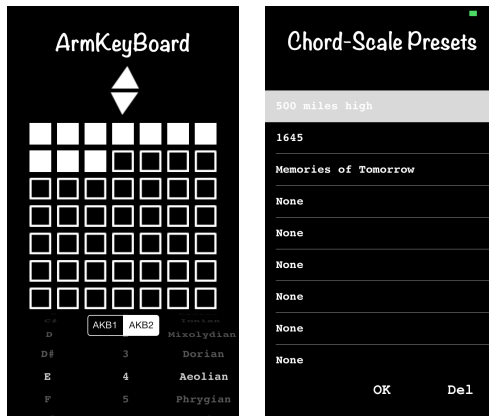 ArmKeyBoard
C# Ionian
AKB1 AKB2
D Mixolydian
D# 3 Dorian
E 4 Aeolian
F 5 Phrygian
Chord-Scale Presets
500 miles high
1645
Memories of Tomorrow
None
None
None
None
None
None
OK Del